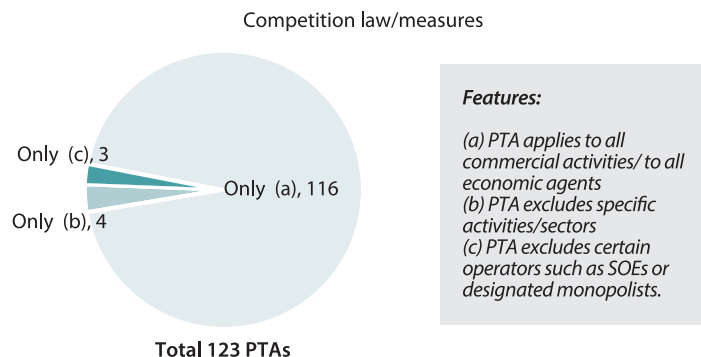 Competition law/measures
Only (c), 3
Only (a), 116
Only (b), 4
Total 123 PTAs
Features:
(a) PTA applies to all
commercial activities/ to all
economic agents
(b) PTA excludes specific
activities/sectors
(c) PTA excludes certain
operators such as SOEs or
designated monopolists.